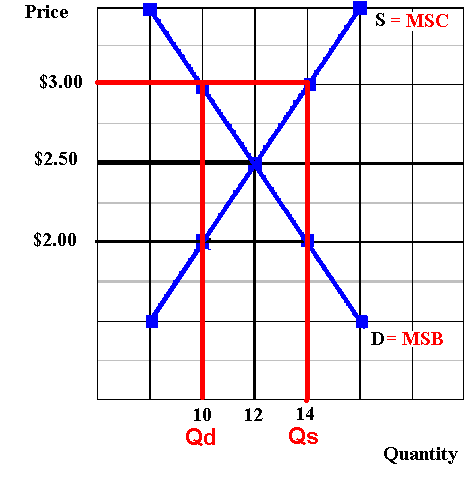 Price
S = MSC
$3.00
$2.50
$2.00
D = MSB
10 12 14
Qd Qs
Quantity